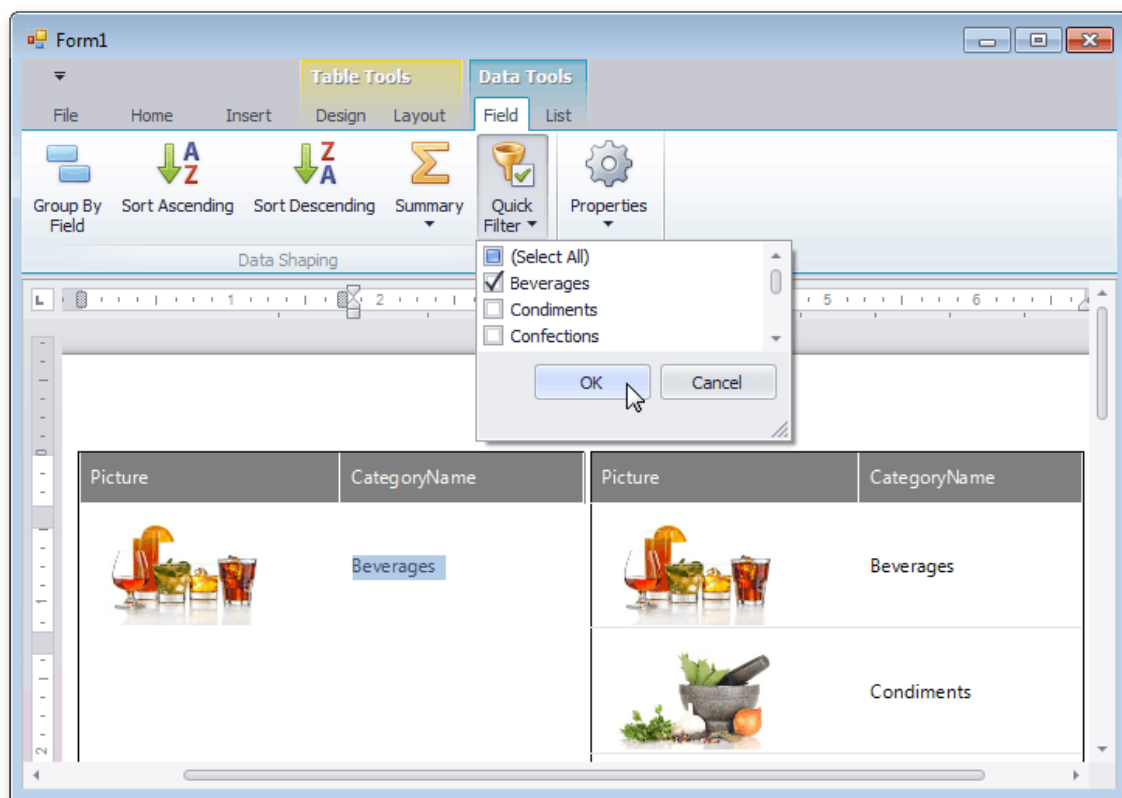 Form1
Table Tools
Data Tools
File
Home
Insert
Design
Layout
Field
List
Group By
Field
A
Z
Sort Ascending
Z
A
Sort Descending
Summary
Quick
Filter
Properties
Data Shaping
(Select All)
Beverages
Condiments
Confections
OK
Cancel
L
1
2
5
6
1
2
Picture
CategoryName
Picture
CategoryName
Beverages
Beverages
Condiments